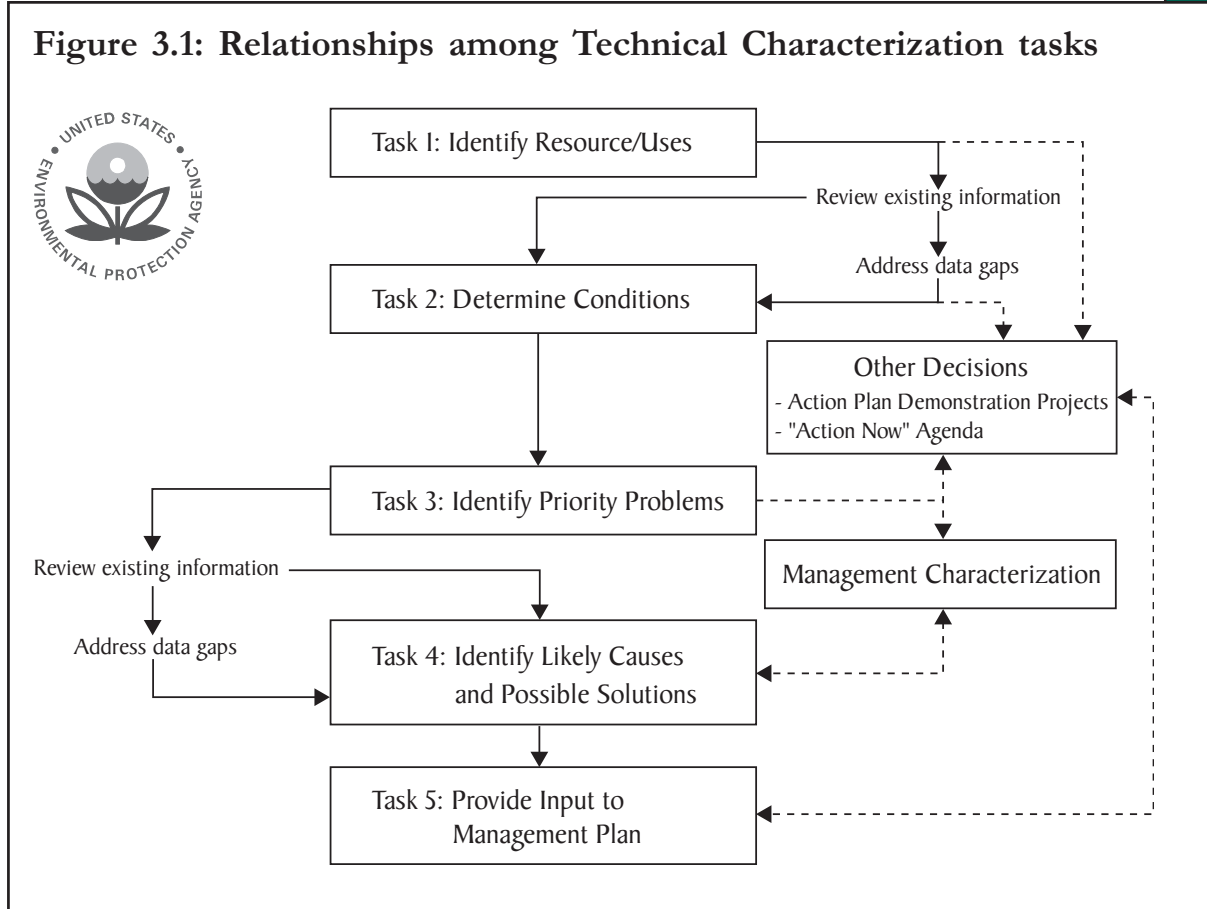 Figure 3.1: Relationships among Technical Characterization tasks
UNITED STATES
ENVIRONMENTAL PROTECTION AGENCY
Task 1: Identify Resource/Uses
Review existing information
Address data gaps
Task 2: Determine Conditions
Other Decisions
- Action Plan Demonstration Projects
- "Action Now" Agenda
Task 3: Identify Priority Problems
Management Characterization
Review existing information
Address data gaps
Task 4: Identify Likely Causes
and Possible Solutions
Task 5: Provide Input to
Management Plan